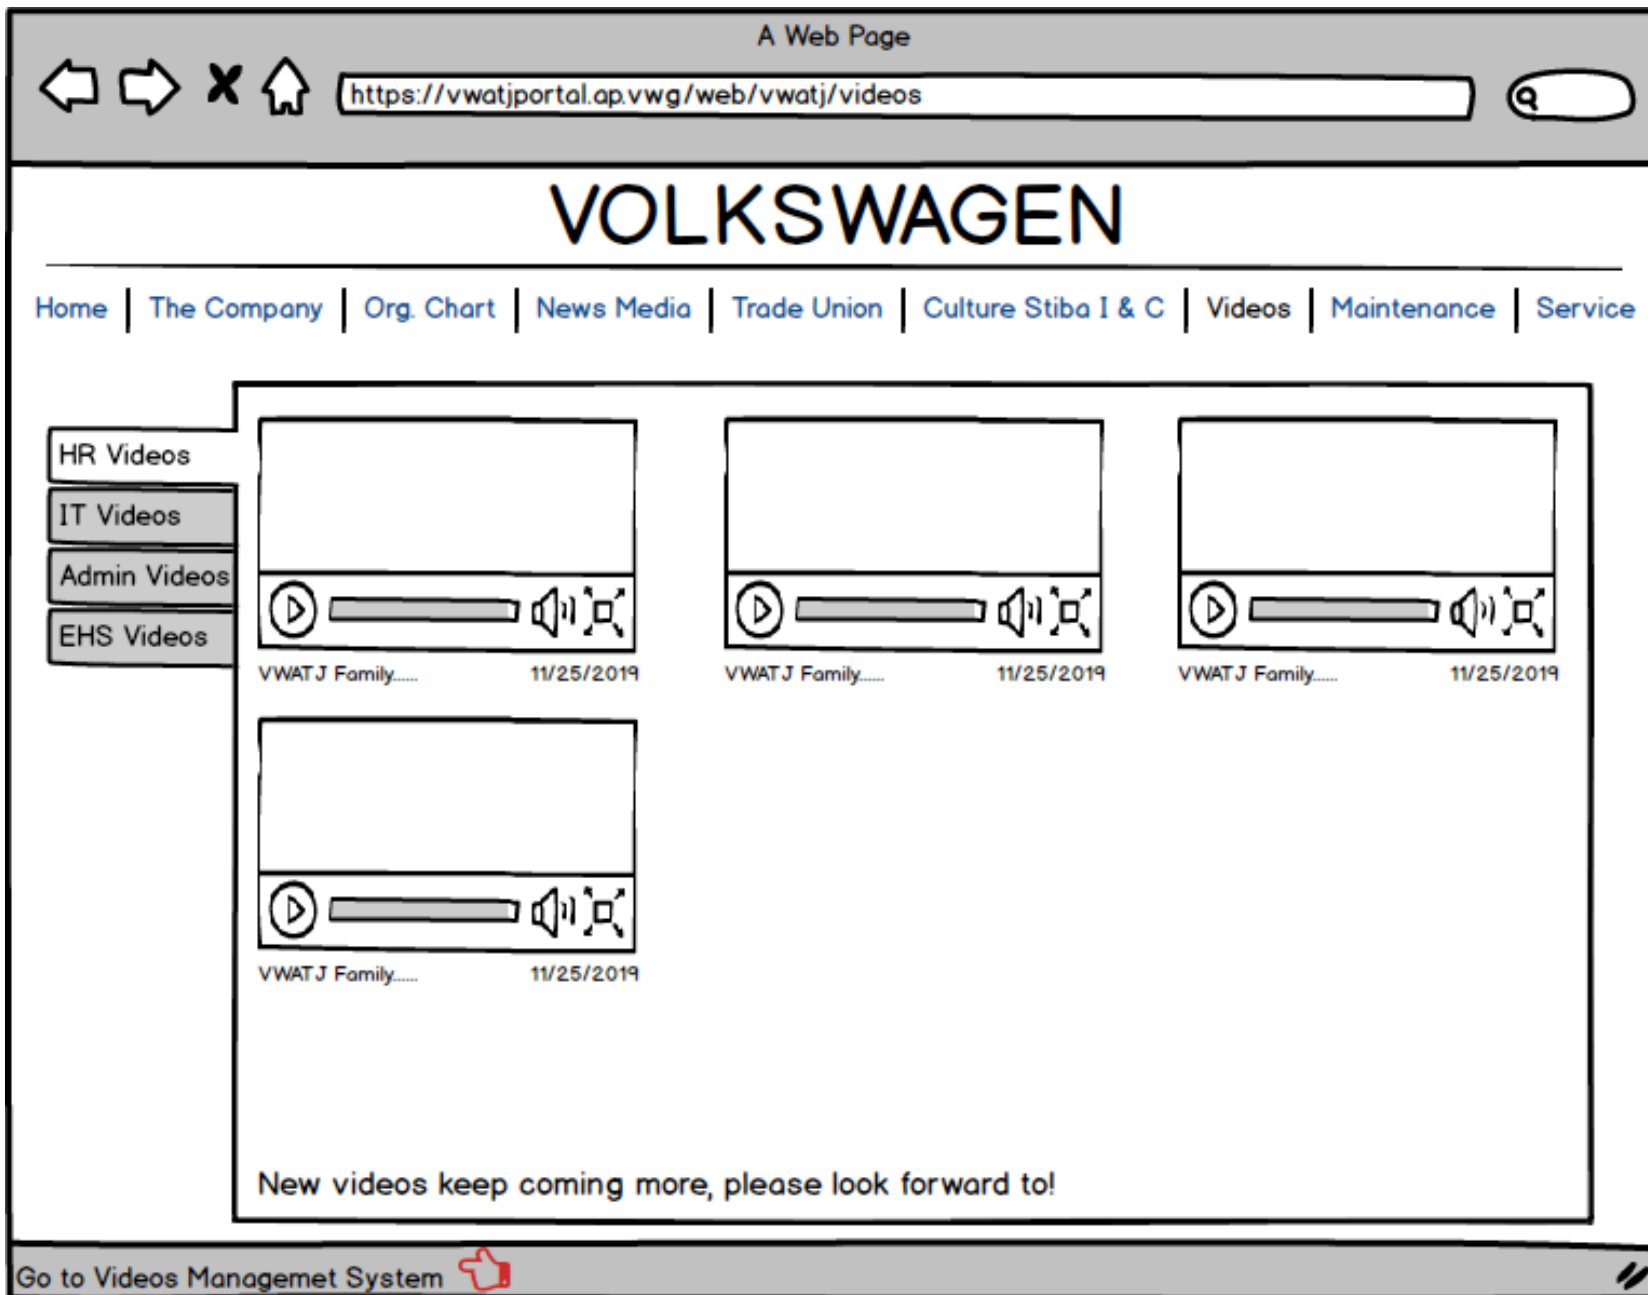 A Web Page
https://vwatjportal.ap.vwg/web/vwatj/videos
VOLKSWAGEN
Home The Company Org. Chart News Media Trade Union Culture Stiba I & C Videos Maintenance Service
HR Videos
IT Videos
Admin Videos
EHS Videos
VWATJ Family...... 11/25/2019 VWATJ Family...... 11/25/2019 VWATJ Family...... 11/25/2019
VWATJ Family...... 11/25/2019
New videos keep coming more, please look forward to!
Go to Videos Managemet System